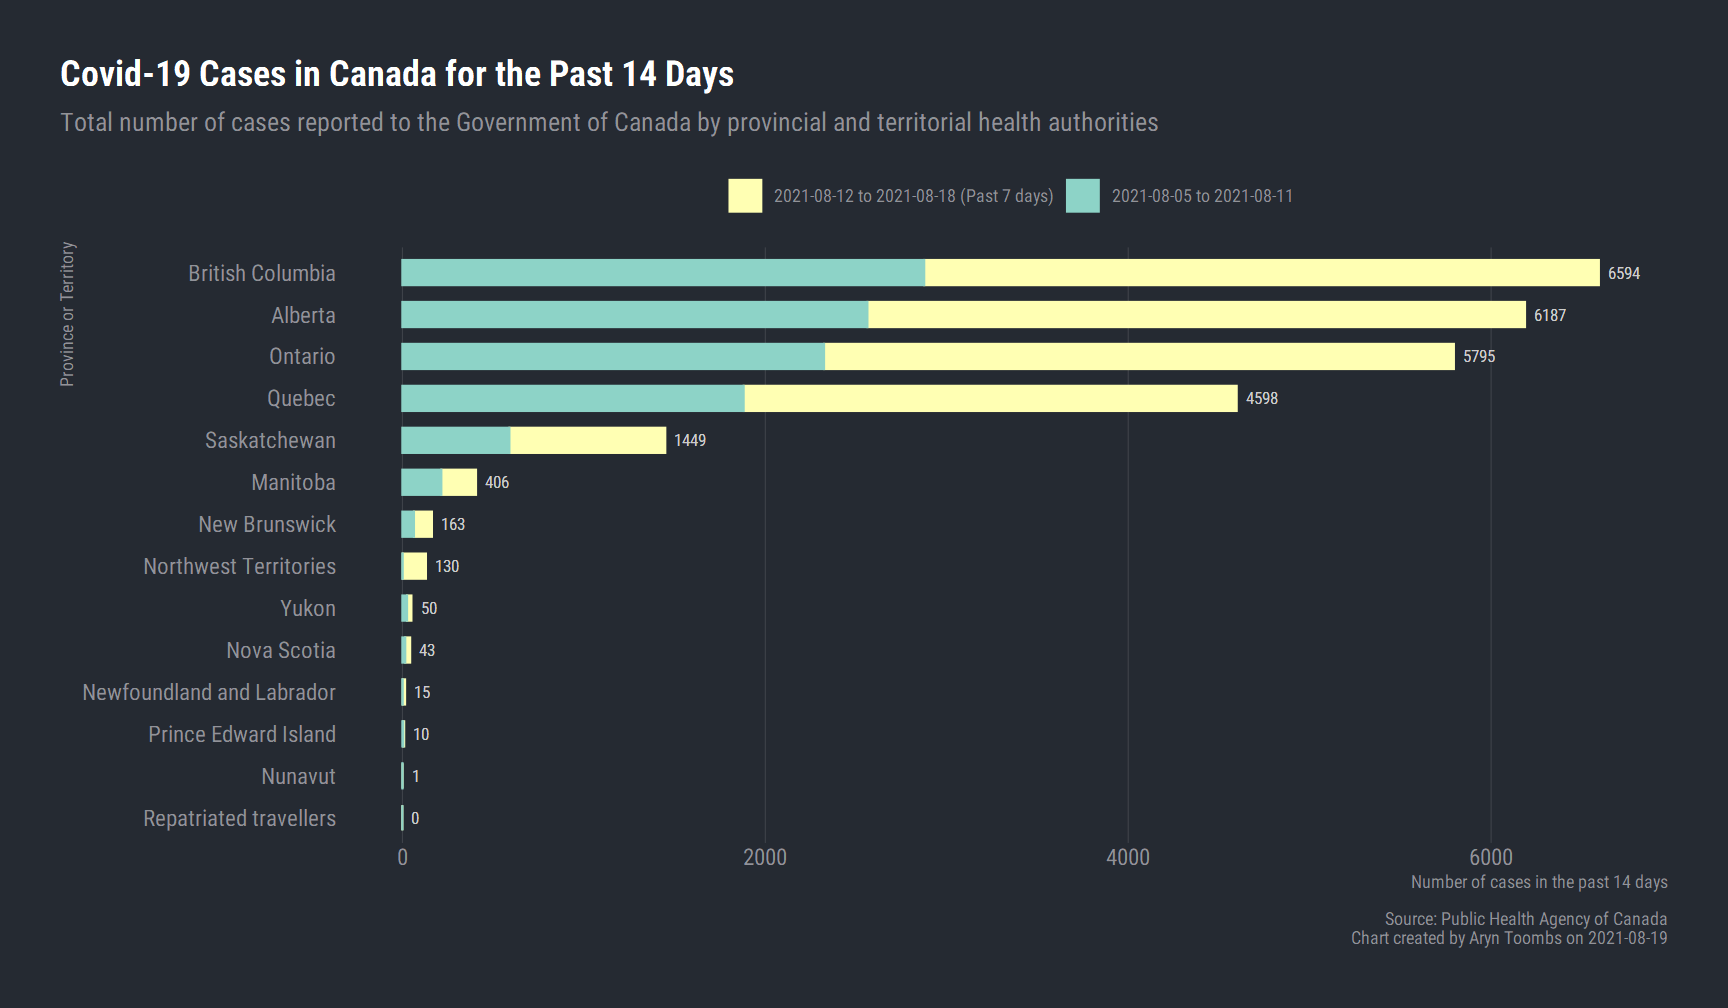 Covid-19 Cases in Canada for the Past 14 Days
Total number of cases reported to the Government of Canada by provincial and territorial health authorities
2021-08-12 to 2021-08-18 (Past 7 days)
2021-08-05 to 2021-08-11
Province or Territory
British Columbia 6594
Alberta 6187
Ontario 5795
Quebec 4598
Saskatchewan 1449
Manitoba 406
New Brunswick 163
Northwest Territories 130
Yukon 50
Nova Scotia 43
Newfoundland and Labrador 15
Prince Edward Island 10
Nunavut 1
Repatriated travellers 0
0 2000 4000 6000
Number of cases in the past 14 days
Source: Public Health Agency of Canada
Chart created by Aryn Toombs on 2021-08-19